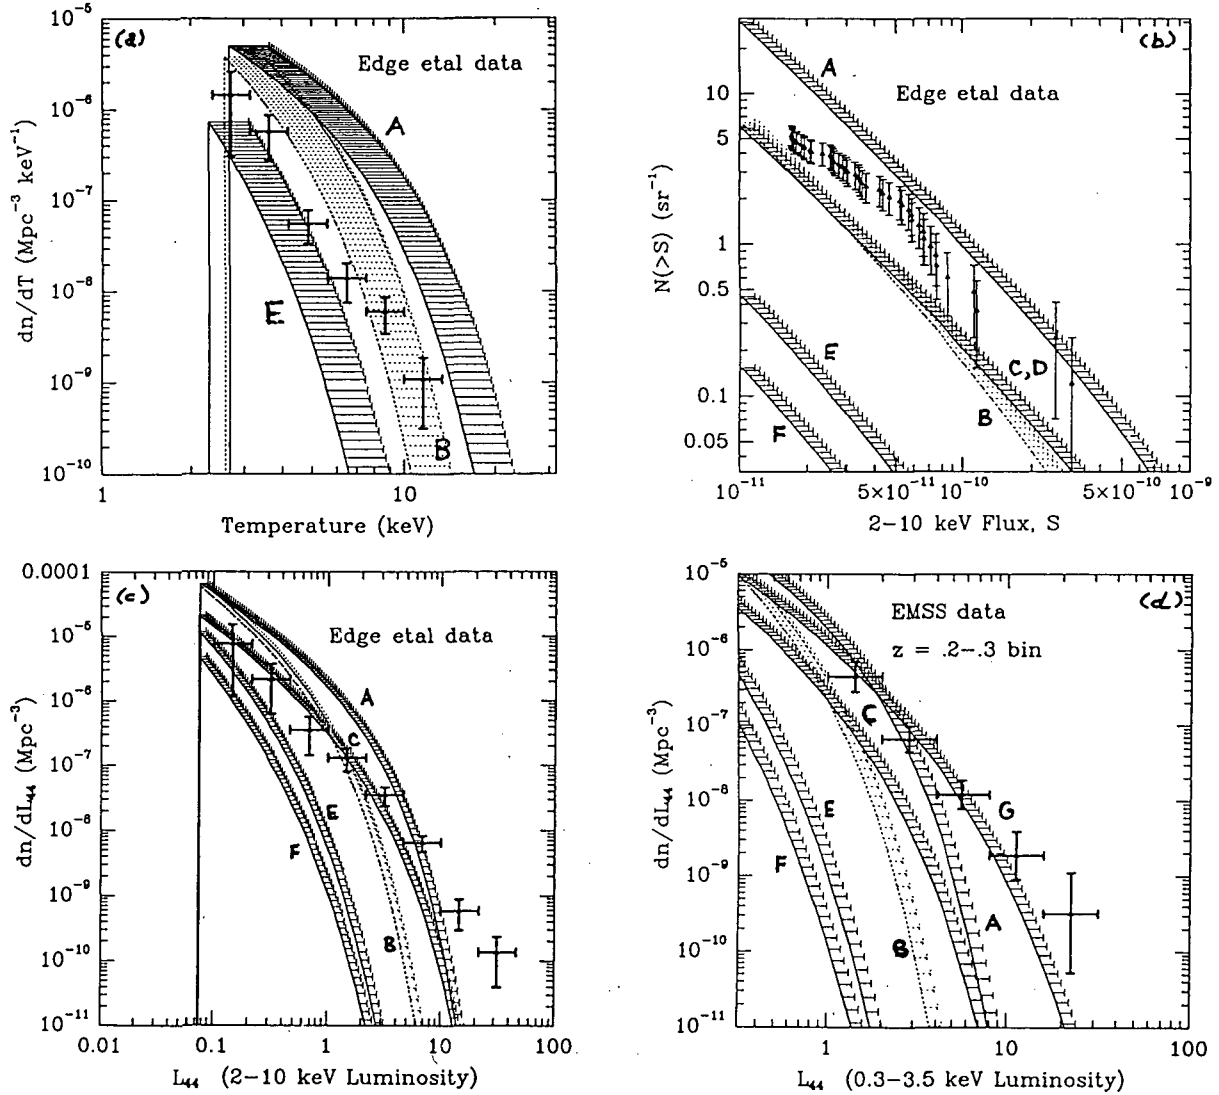 (a)
Edge etal data
A
E
B
10⁻⁵
10⁻⁶
10⁻⁷
10⁻⁸
10⁻⁹
10⁻¹⁰
dn/dT (Mpc⁻³ keV⁻¹)
1
10
Temperature (keV)
(b)
A
Edge etal data
E
C,D
B
F
10
5
1
0.5
0.1
0.05
N(>S) (sr⁻¹)
10⁻¹¹
5×10⁻¹¹
10⁻¹⁰
5×10⁻¹⁰
10⁻⁹
2-10 keV Flux, S
(c)
Edge etal data
A
C
E
F
B
0.0001
10⁻⁵
10⁻⁶
10⁻⁷
10⁻⁸
10⁻⁹
10⁻¹⁰
10⁻¹¹
dn/dL₄₄ (Mpc⁻³)
0.01
0.1
1
10
100
L₄₄ (2-10 keV Luminosity)
(d)
EMSS data
z = .2-.3 bin
C
E
G
F
A
B
10⁻⁵
10⁻⁶
10⁻⁷
10⁻⁸
10⁻⁹
10⁻¹⁰
10⁻¹¹
dn/dL₄₄ (Mpc⁻³)
1
10
100
L₄₄ (0.3-3.5 keV Luminosity)